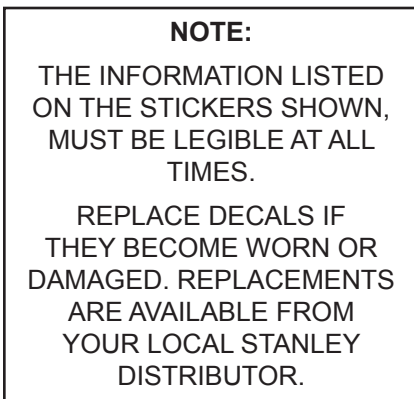 NOTE:
THE INFORMATION LISTED
ON THE STICKERS SHOWN,
MUST BE LEGIBLE AT ALL
TIMES.
REPLACE DECALS IF
THEY BECOME WORN OR
DAMAGED. REPLACEMENTS
ARE AVAILABLE FROM
YOUR LOCAL STANLEY
DISTRIBUTOR.